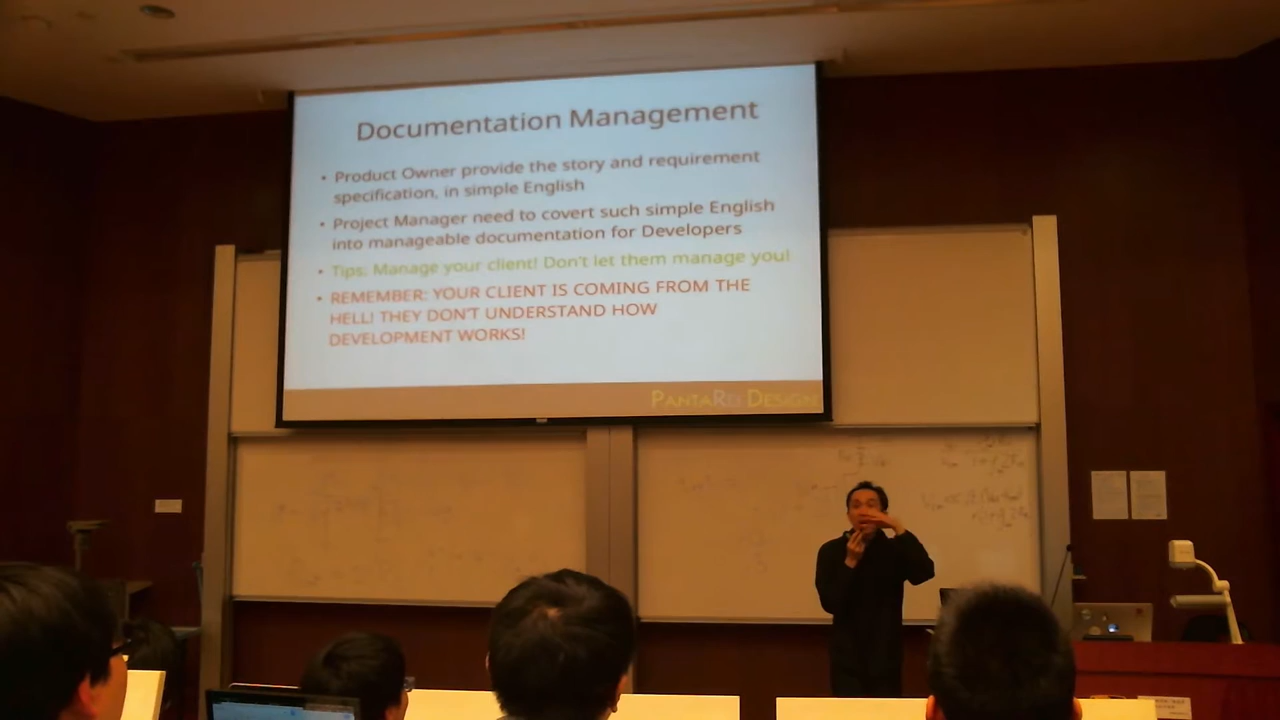 Documentation Management
• Product Owner provide the story and requirement
specification, in simple English
• Project Manager need to covert such simple English
into manageable documentation for Developers
• Tips: Manage your client! Don't let them manage you!
• REMEMBER: YOUR CLIENT IS COMING FROM THE
HELL! THEY DON'T UNDERSTAND HOW
DEVELOPMENT WORKS!
PANTAREI DESIGN